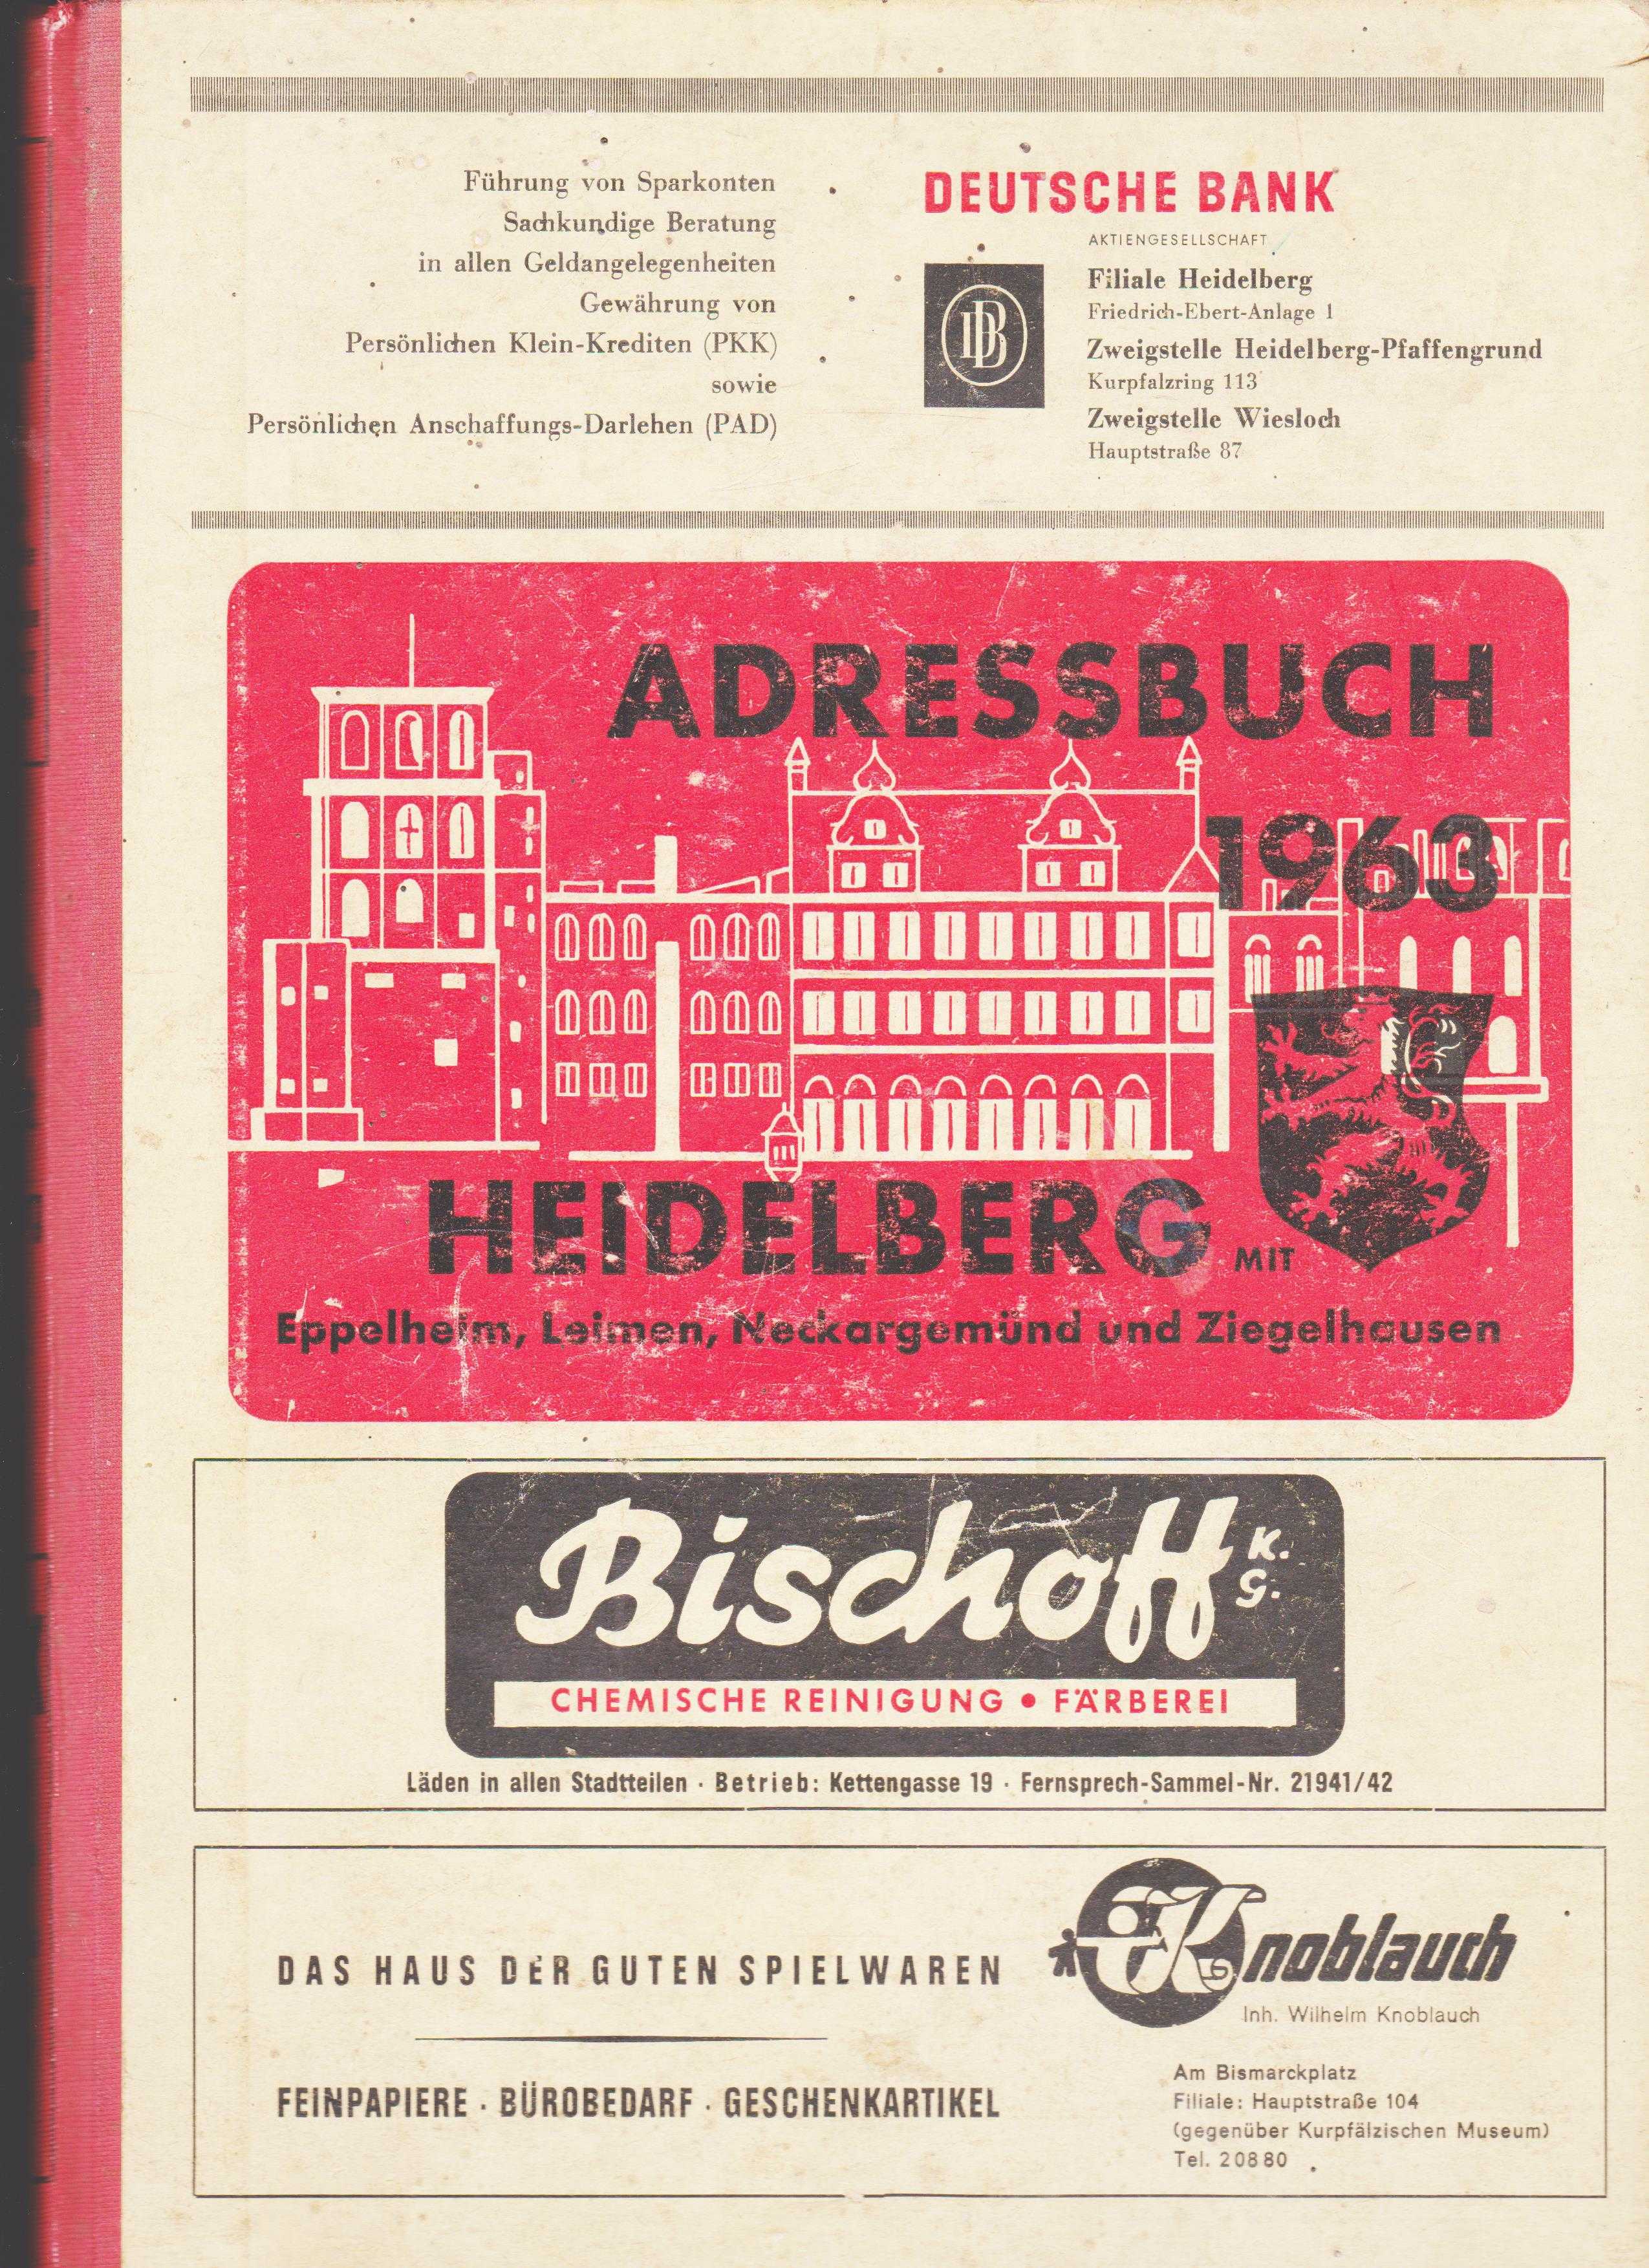 Führung von Sparkonten
Sachkundige Beratung
in allen Geldangelegenheiten
Gewährung von
Persönlichen Klein-Krediten (PKK)
sowie
Persönlichen Anschaffungs-Darlehen (PAD)
DEUTSCHE BANK
AKTIENGESELLSCHAFT
DB
Filiale Heidelberg
Friedrich-Ebert-Anlage 1
Zweigstelle Heidelberg-Pfaffengrund
Kurpfalzring 113
Zweigstelle Wiesloch
Hauptstraße 87
ADRESSBUCH
1963
HEIDELBERG MIT
Eppelheim, Leimen, Neckargemünd und Ziegelhausen
Bischoff K.G.
CHEMISCHE REINIGUNG • FÄRBEREI
Läden in allen Stadtteilen · Betrieb: Kettengasse 19 · Fernsprech-Sammel-Nr. 21941/42
DAS HAUS DER GUTEN SPIELWAREN
FEINPAPIERE · BÜROBEDARF · GESCHENKARTIKEL
Knoblauch
Inh. Wilhelm Knoblauch
Am Bismarckplatz
Filiale: Hauptstraße 104
(gegenüber Kurpfälzischen Museum)
Tel. 20880